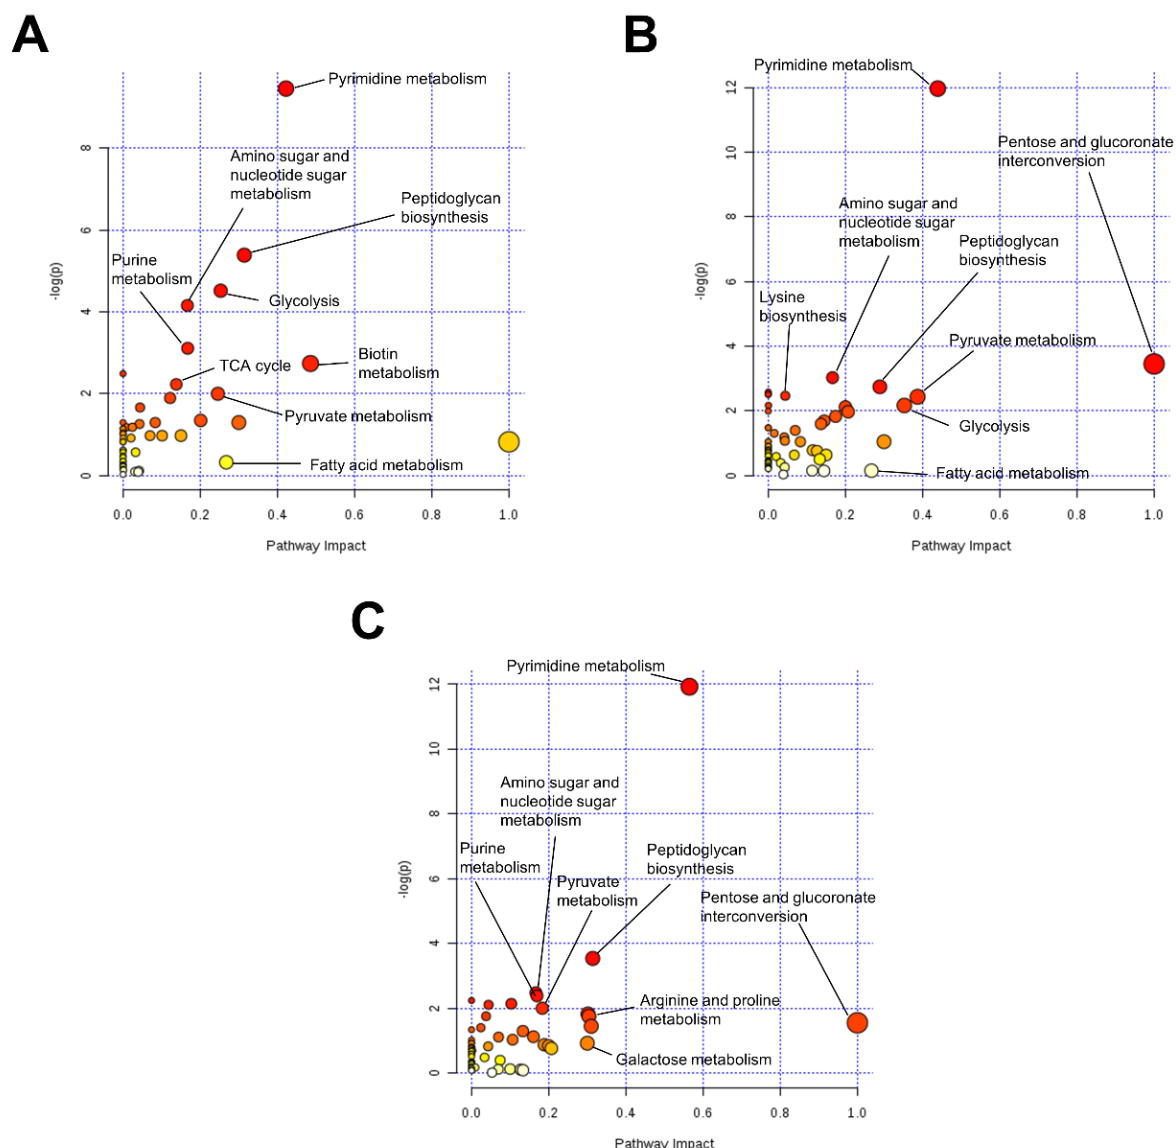 A
Pyrimidine metabolism
Amino sugar and
nucleotide sugar
metabolism
Peptidoglycan
biosynthesis
Purine
metabolism
Glycolysis
TCA cycle
Biotin
metabolism
Pyruvate metabolism
Fatty acid metabolism
-log(p)
0
2
4
6
8
0.0 0.2 0.4 0.6 0.8 1.0
Pathway Impact
B
Pyrimidine metabolism
Pentose and glucoronate
interconversion
Amino sugar and
nucleotide sugar
metabolism
Peptidoglycan
biosynthesis
Lysine
biosynthesis
Pyruvate metabolism
Glycolysis
Fatty acid metabolism
-log(p)
0
2
4
6
8
10
12
0.0 0.2 0.4 0.6 0.8 1.0
Pathway Impact
C
Pyrimidine metabolism
Amino sugar and
nucleotide sugar
metabolism
Purine
metabolism
Pyruvate
metabolism
Peptidoglycan
biosynthesis
Pentose and glucoronate
interconversion
Arginine and proline
metabolism
Galactose metabolism
-log(p)
0
2
4
6
8
10
12
0.0 0.2 0.4 0.6 0.8 1.0
Pathway Impact